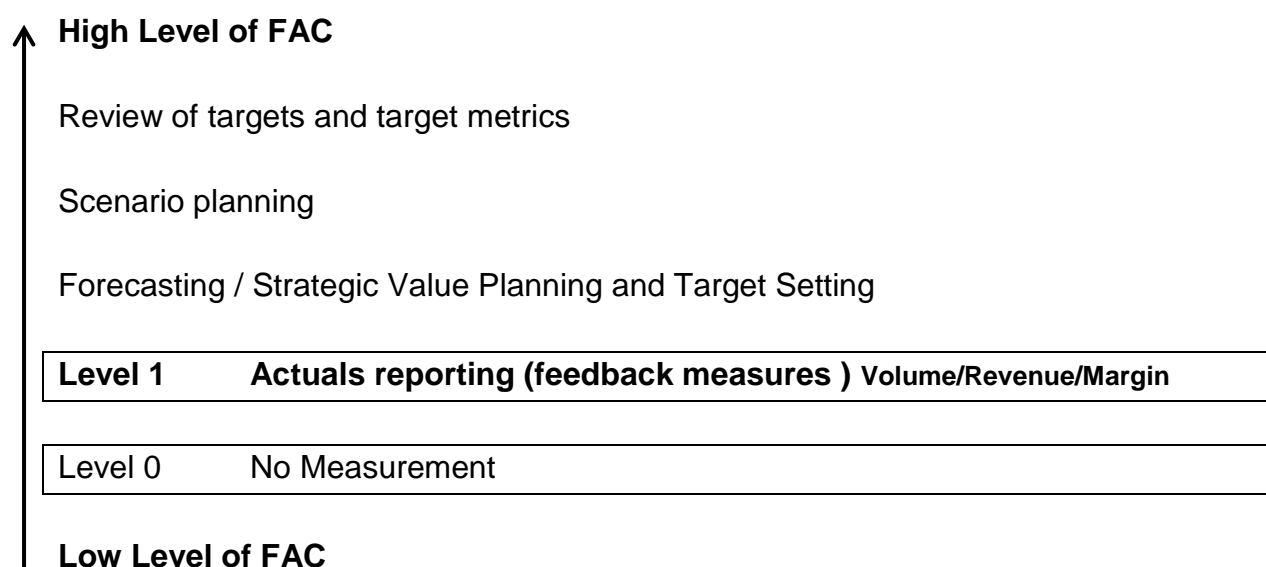 High Level of FAC
Review of targets and target metrics
Scenario planning
Forecasting / Strategic Value Planning and Target Setting
Level 1 Actuals reporting (feedback measures ) Volume/Revenue/Margin
Level 0 No Measurement
Low Level of FAC